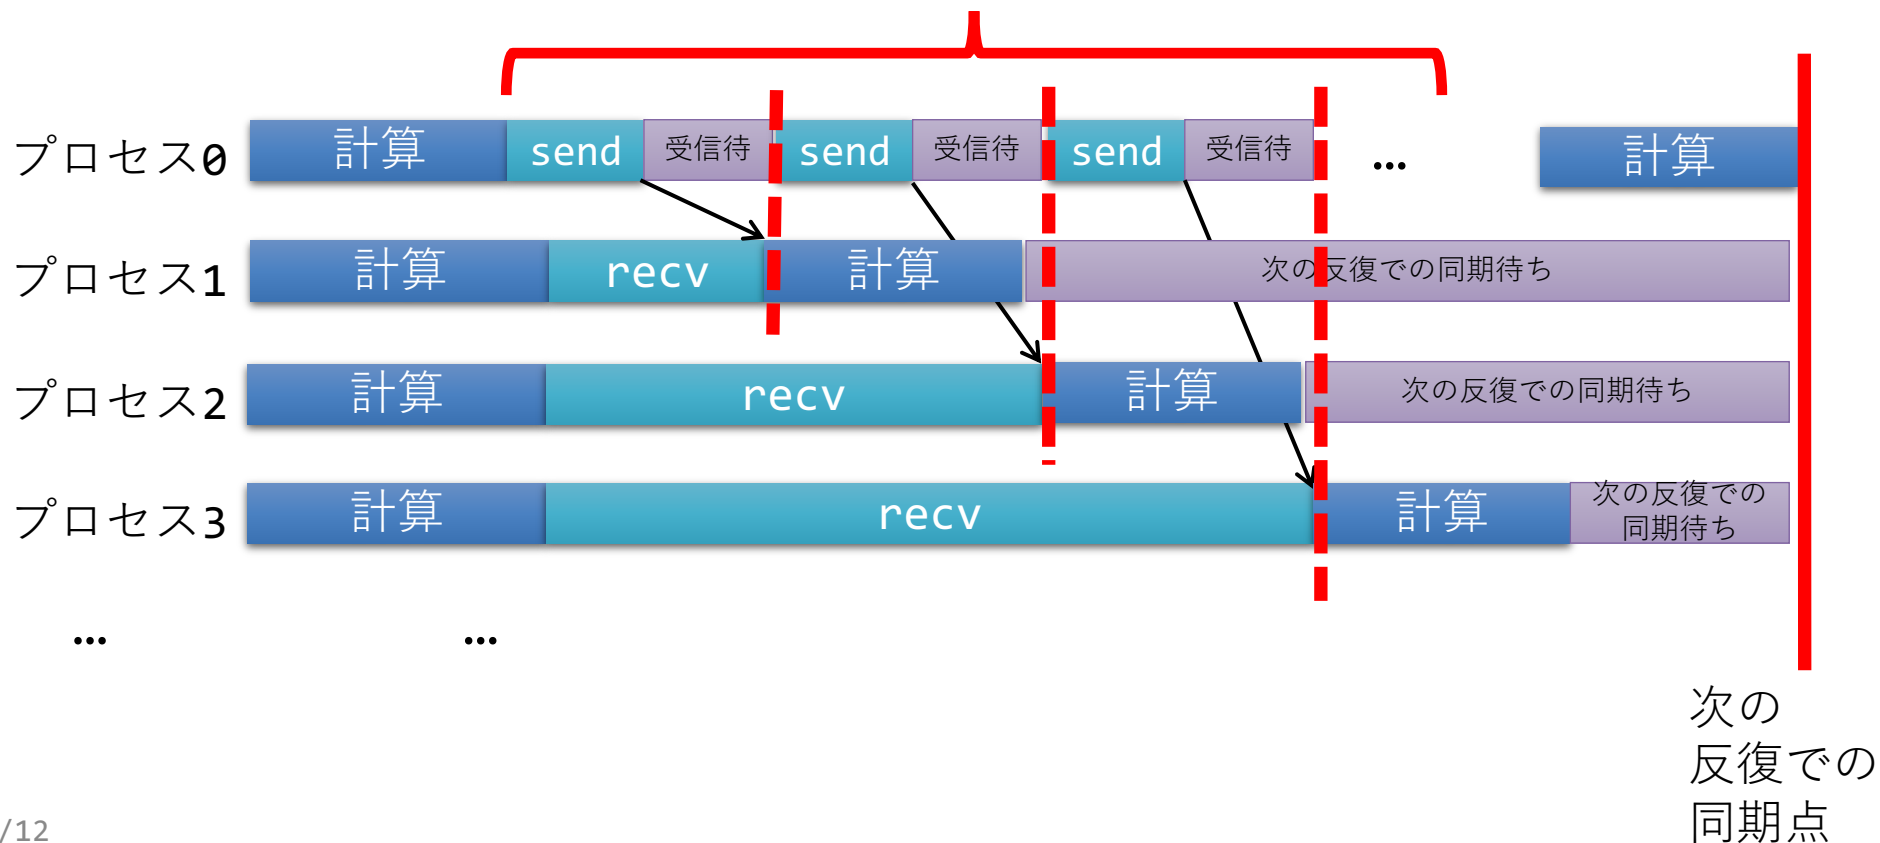 プロセス0 計算 send 受信待 send 受信待 send 受信待 … 計算
プロセス1 計算 recv 計算 次の反復での同期待ち
プロセス2 計算 recv 計算 次の反復での同期待ち
プロセス3 計算 recv 計算 次の反復での
同期待ち
… …
次の
反復での
同期点
/12